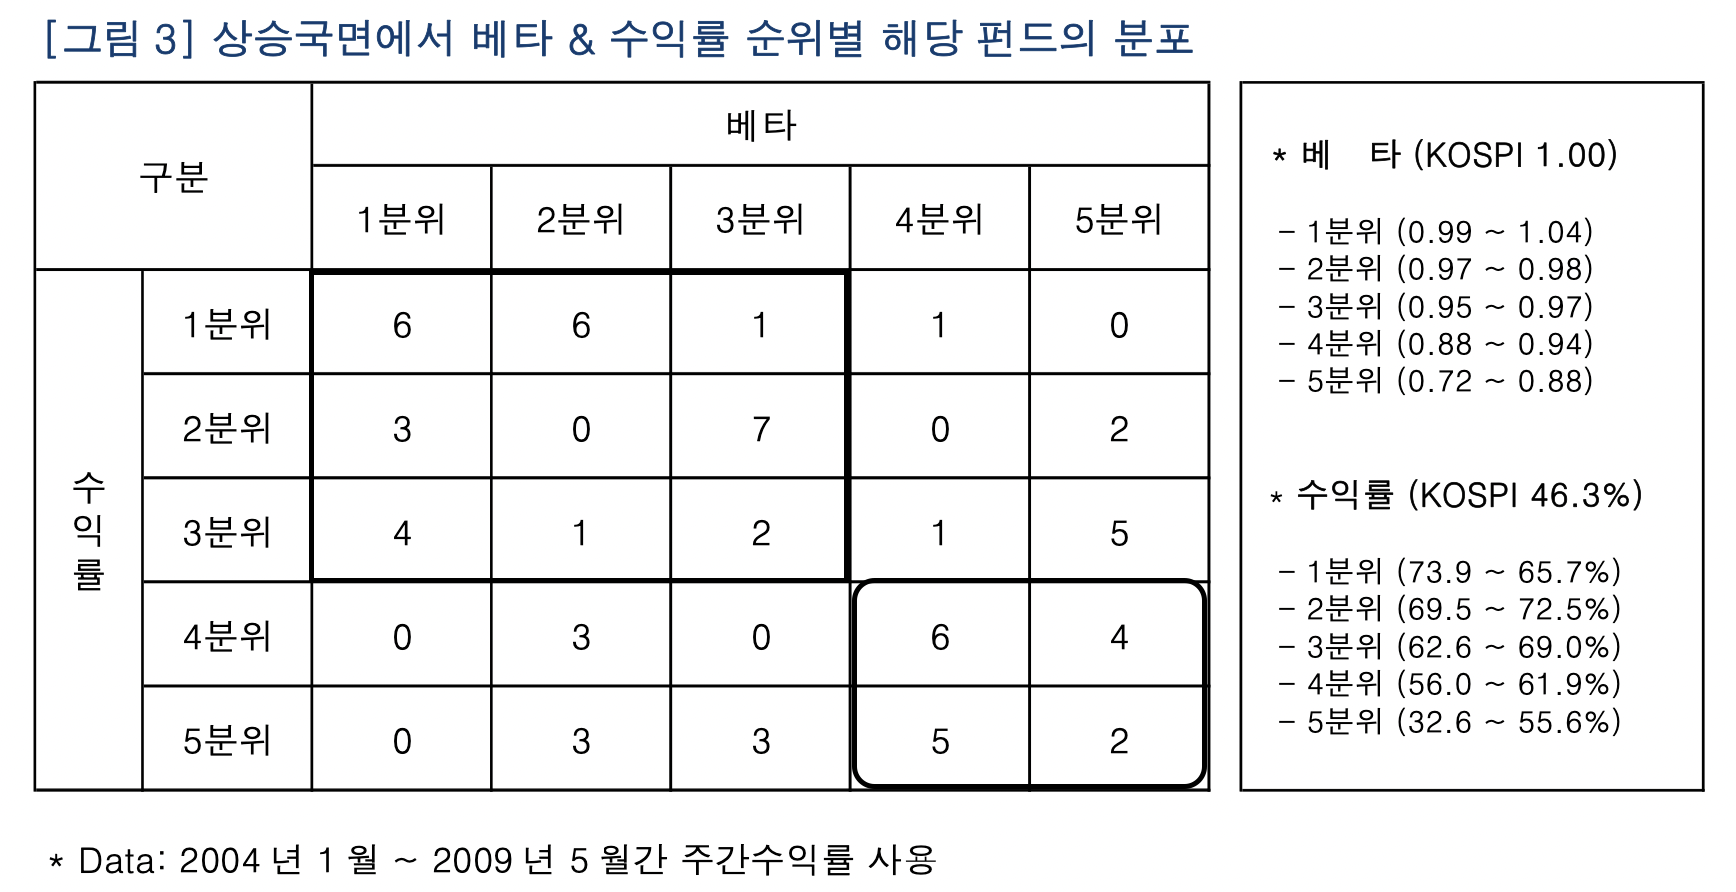 [그림 3] 상승국면에서 베타 & 수익률 순위별 해당 펀드의 분포
구분 베타
1분위 2분위 3분위 4분위 5분위
수익률
1분위 6 6 1 1 0
2분위 3 0 7 0 2
3분위 4 1 2 1 5
4분위 0 3 0 6 4
5분위 0 3 3 5 2
* 베 타 (KOSPI 1.00)
- 1분위 (0.99 ~ 1.04)
- 2분위 (0.97 ~ 0.98)
- 3분위 (0.95 ~ 0.97)
- 4분위 (0.88 ~ 0.94)
- 5분위 (0.72 ~ 0.88)
* 수익률 (KOSPI 46.3%)
- 1분위 (73.9 ~ 65.7%)
- 2분위 (69.5 ~ 72.5%)
- 3분위 (62.6 ~ 69.0%)
- 4분위 (56.0 ~ 61.9%)
- 5분위 (32.6 ~ 55.6%)
* Data: 2004 년 1 월 ~ 2009 년 5 월간 주간수익률 사용